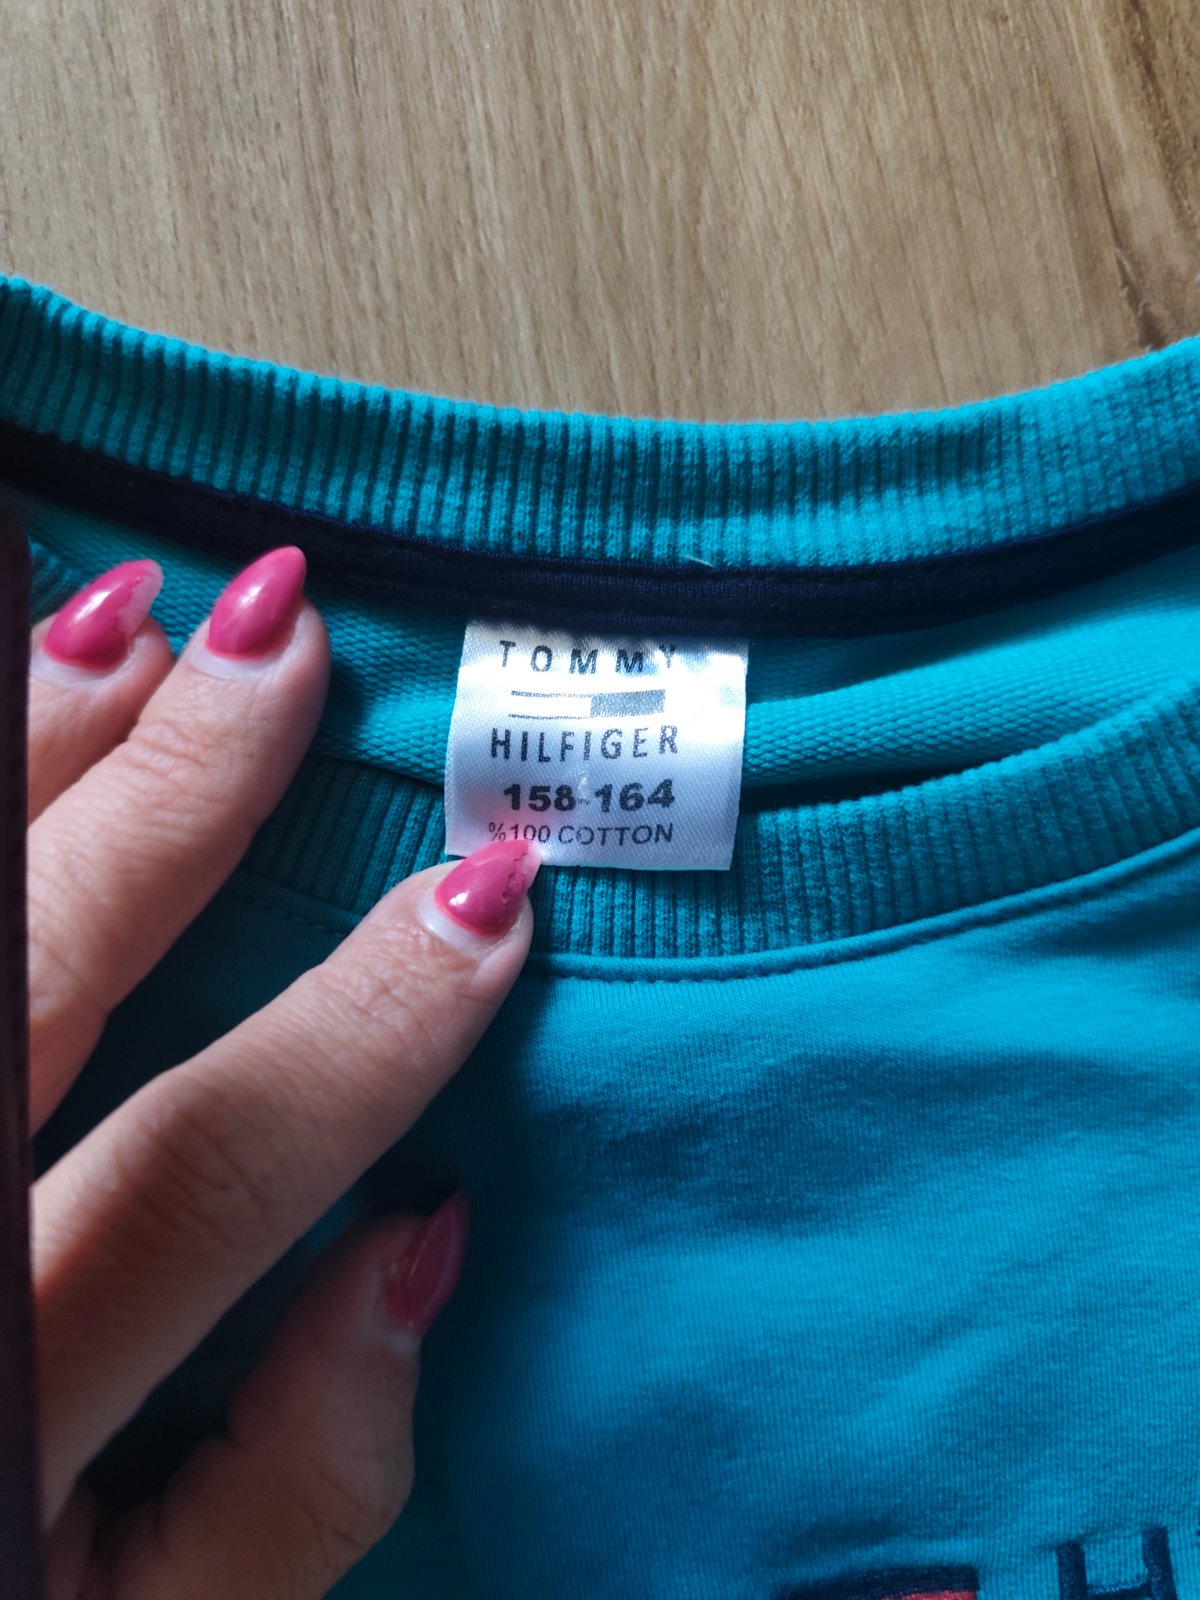 TOMMY
HILFIGER
158-164
%100 COTTON
H